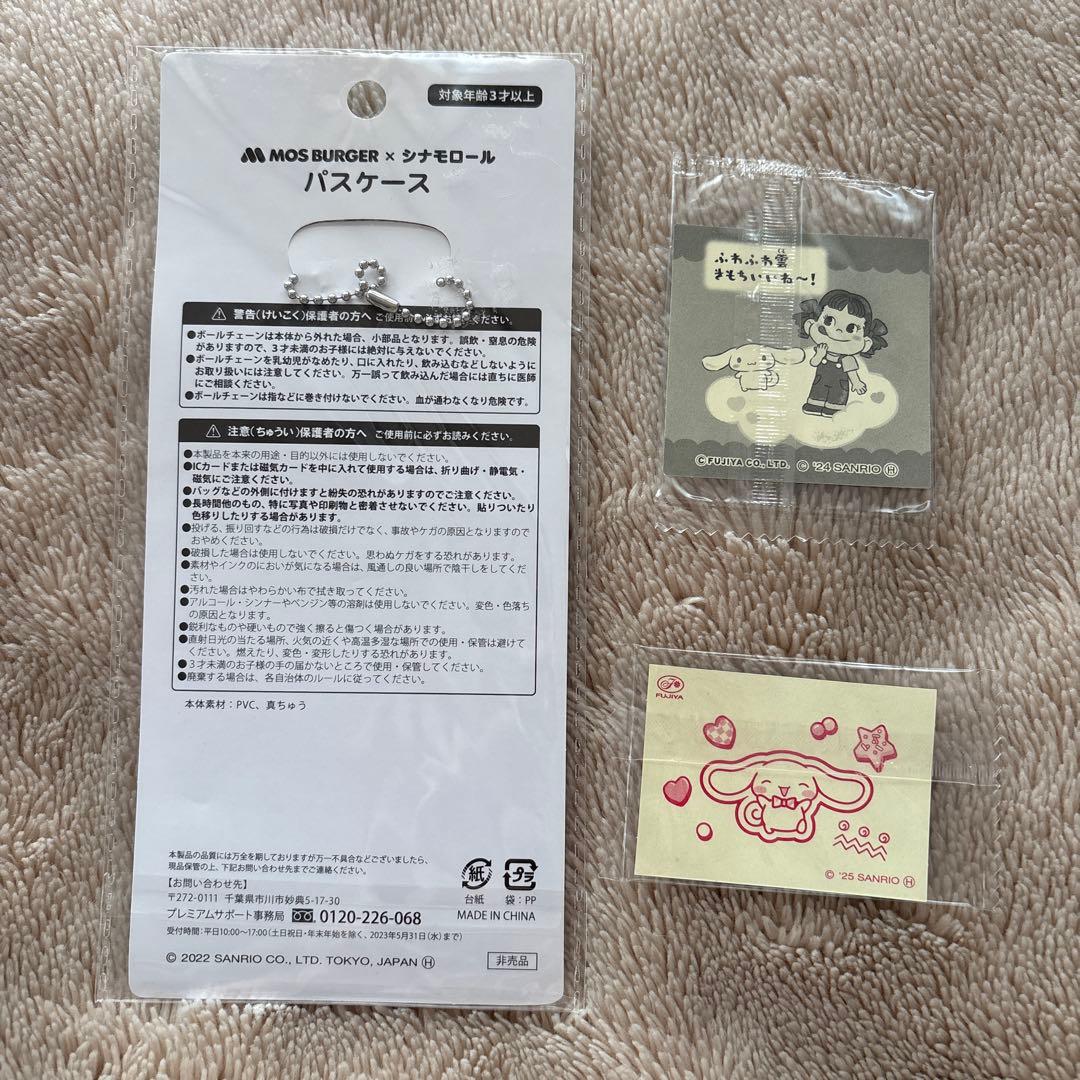 対象年齢3才以上
MOS BURGER × シナモロール
パスケース
警告(けいこく)保護者の方へ ご使用前に必ずお読みください。
●ボールチェーンは本体から外れた場合、小部品となります。誤飲・窒息の危険
がありますので、3才未満のお子様には絶対に与えないでください。
●ボールチェーンを乳幼児がなめたり、口に入れたり、飲み込むなどしないように
お取り扱いには注意してください。万一誤って飲み込んだ場合には直ちに医師
にご相談ください。
●ボールチェーンは指などに巻き付けないでください。血が通わなくなり危険です。
注意(ちゅうい)保護者の方へ ご使用前に必ずお読みください。
●本製品を本来の用途・目的以外には使用しないでください。
●ICカードまたは磁気カードを中に入れて使用する場合は、折り曲げ・静電気・
磁気にご注意ください。
●バッグなどの外側に付けますと紛失の恐れがありますのでご注意ください。
●長時間他のもの、特に写真や印刷物と密着させないでください。貼りついたり
色移りしたりする場合があります。
●投げる、振り回すなどの行為は破損だけでなく、事故やケガの原因となりますので
おやめください。
●破損した場合は使用しないでください。思わぬケガをする恐れがあります。
●素材やインクのにおいが気になる場合は、風通しの良い場所で陰干しをしてくだ
さい。
●汚れた場合はやわらかい布で拭き取ってください。
●アルコール・シンナーやベンジン等の溶剤は使用しないでください。変色・色落ち
の原因となります。
●鋭利なものや硬いもので強く擦ると傷つく場合があります。
●直射日光の当たる場所、火気の近くや高温多湿な場所での使用・保管は避けて
ください。燃えたり、変色・変形したりする恐れがあります。
●3才未満のお子様の手の届かないところで使用・保管してください。
●廃棄する場合は、各自治体のルールに従ってください。
本体素材:PVC、真ちゅう
本製品の品質には万全を期しておりますが万一不具合などございましたら、
現品保管の上、下記お問い合わせ先までご連絡ください。
【お問い合わせ先】
〒272-0111 千葉県市川市妙典5-17-30
プレミアムサポート事務局 0120-226-068
受付時間:平日10:00〜17:00(土日祝日・年末年始を除く、2023年5月31日(水)まで)
紙
台紙
プラ
袋:PP
MADE IN CHINA
© 2022 SANRIO CO., LTD. TOKYO, JAPAN Ⓗ
非売品
ふわふわ雲
きもちいいね〜!
©FUJIYA CO., LTD. © '24 SANRIO Ⓗ
FUJIYA
© '25 SANRIO Ⓗ